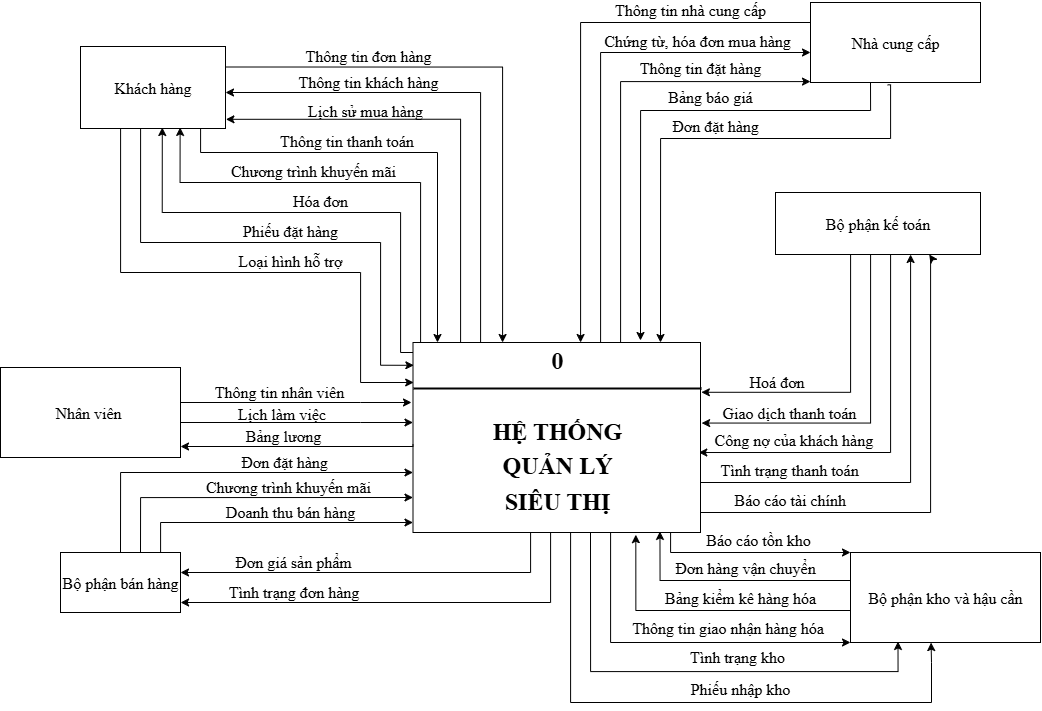 Thông tin nhà cung cấp
Nhà cung cấp
Chứng từ, hóa đơn mua hàng
Thông tin đơn hàng
Thông tin đặt hàng
Khách hàng
Thông tin khách hàng
Bảng báo giá
Lịch sử mua hàng
Đơn đặt hàng
Thông tin thanh toán
Chương trình khuyến mãi
Hóa đơn
Bộ phận kế toán
Phiếu đặt hàng
Loại hình hỗ trợ
0
Hoá đơn
Thông tin nhân viên
Nhân viên
Lịch làm việc
Giao dịch thanh toán
Bảng lương
HỆ THỐNG
QUẢN LÝ
SIÊU THỊ
Công nợ của khách hàng
Đơn đặt hàng
Tình trạng thanh toán
Chương trình khuyến mãi
Báo cáo tài chính
Doanh thu bán hàng
Báo cáo tồn kho
Đơn giá sản phẩm
Đơn hàng vận chuyển
Bộ phận bán hàng
Tình trạng đơn hàng
Bảng kiểm kê hàng hóa
Bộ phận kho và hậu cần
Thông tin giao nhận hàng hóa
Tình trạng kho
Phiếu nhập kho